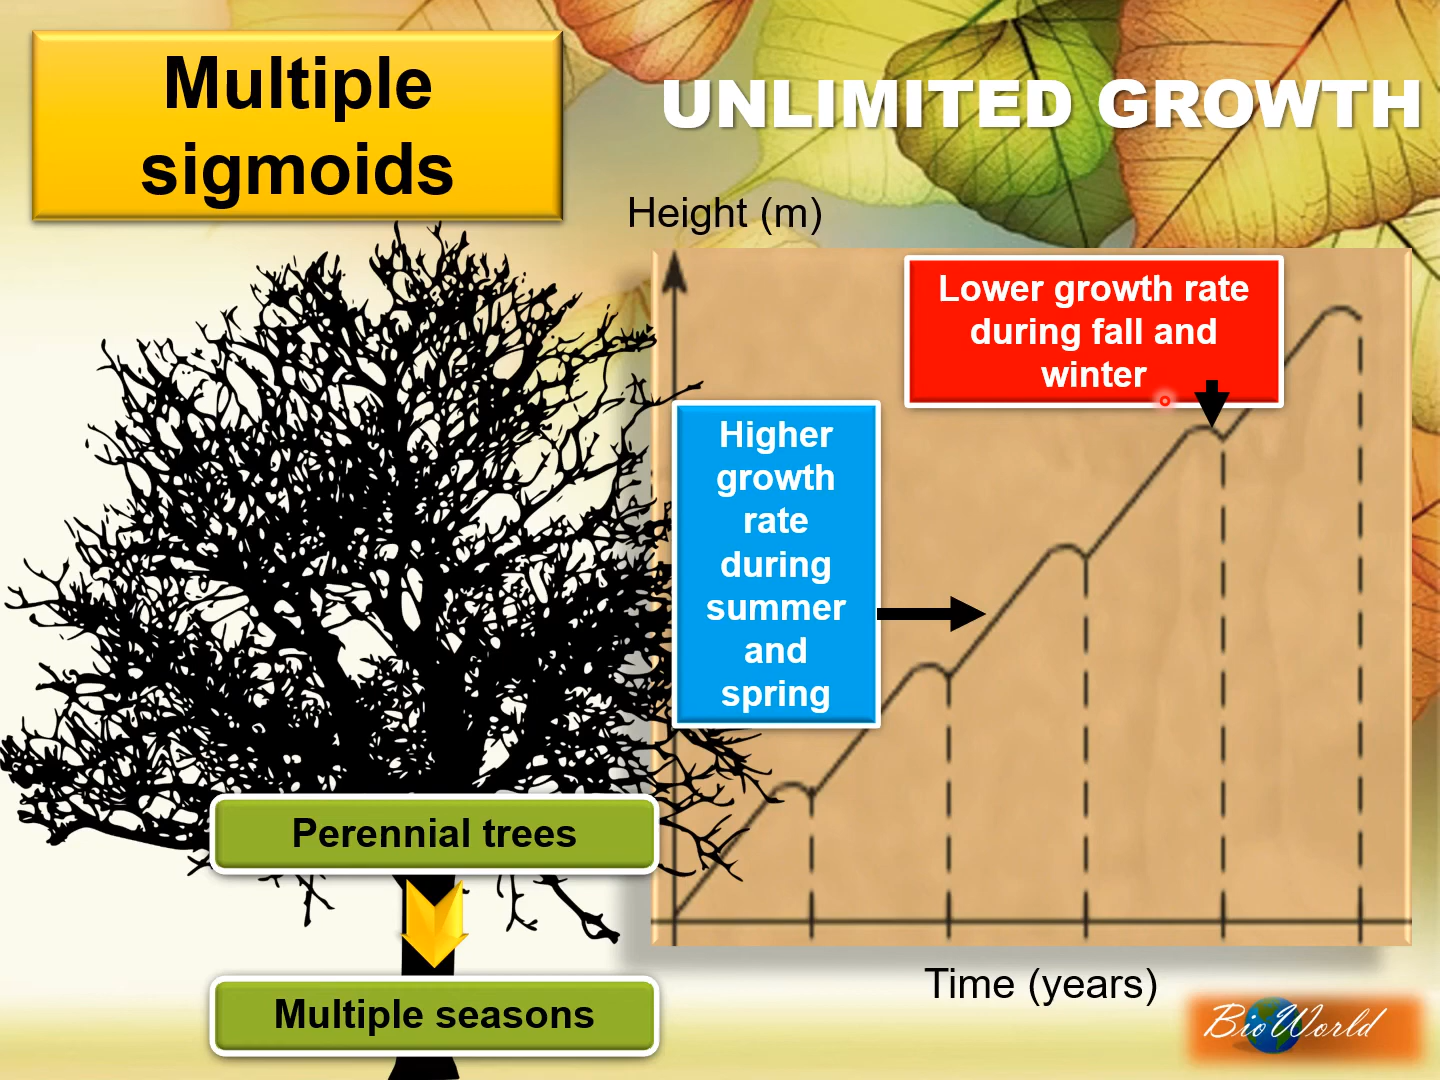 Multiple
sigmoids
UNLIMITED GROWTH
Height (m)
Lower growth rate
during fall and
winter
Higher
growth
rate
during
summer
and
spring
Perennial trees
Multiple seasons
Time (years)
BioWorld